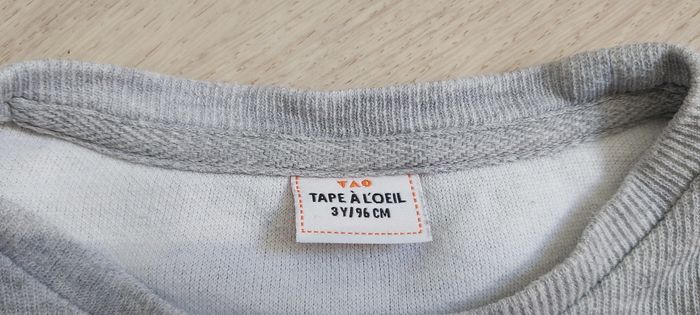 TAO
TAPE À L'OEIL
3Y/96 CM